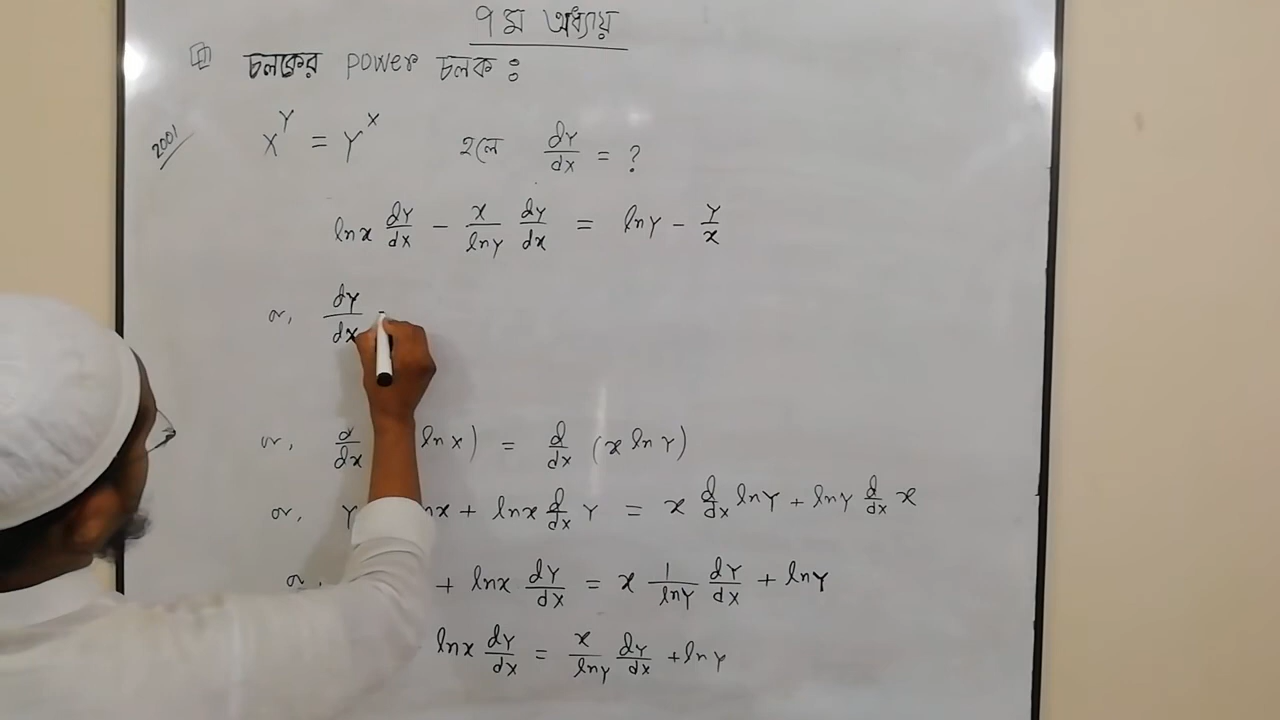 ৭ম অধ্যায়
চলকের power চলক :
2001
x^y = y^x হলে dy/dx = ?
lnx dy/dx - x/lny dy/dx = lny - y/x
or, dy/dx
or, d/dx lnx) = d/dx (x lny)
or, y nx + lnx d/dx y = x d/dx lny + lny d/dx x
or, + lnx dy/dx = x 1/lny dy/dx + lny
lnx dy/dx = x/lny dy/dx + lny